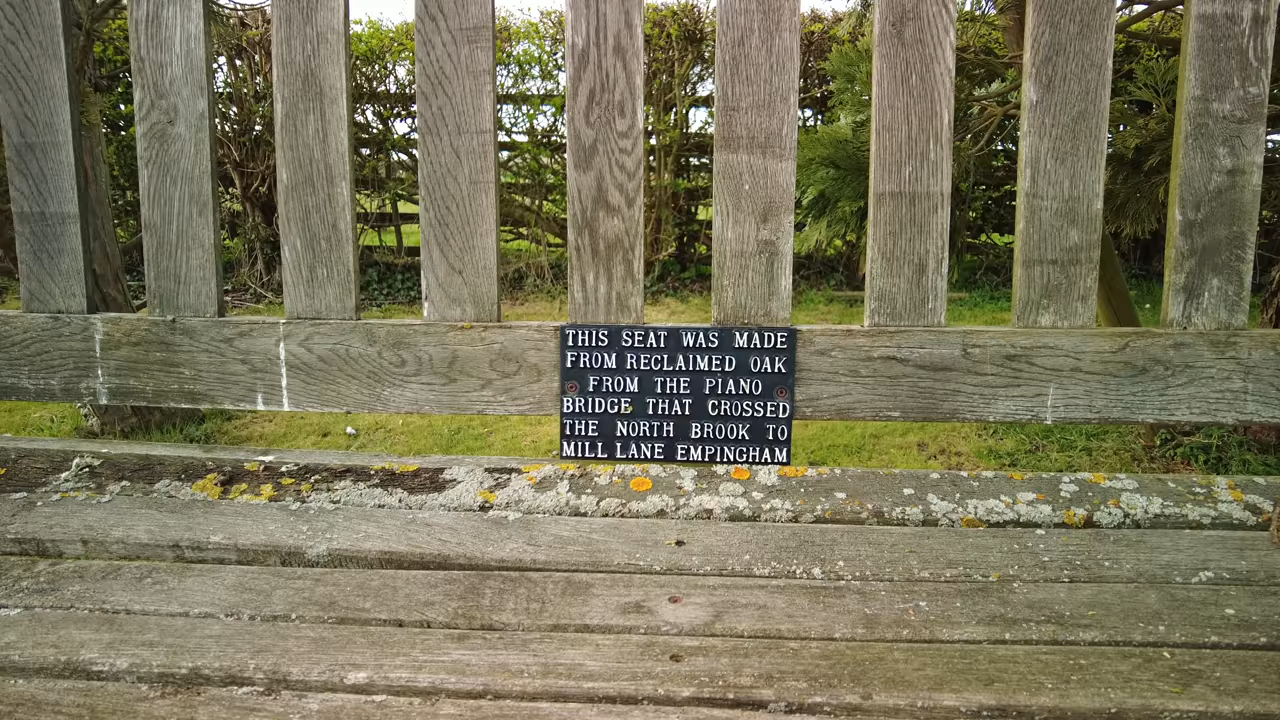 THIS SEAT WAS MADE
FROM RECLAIMED OAK
FROM THE PIANO
BRIDGE THAT CROSSED
THE NORTH BROOK TO
MILL LANE EMPINGHAM